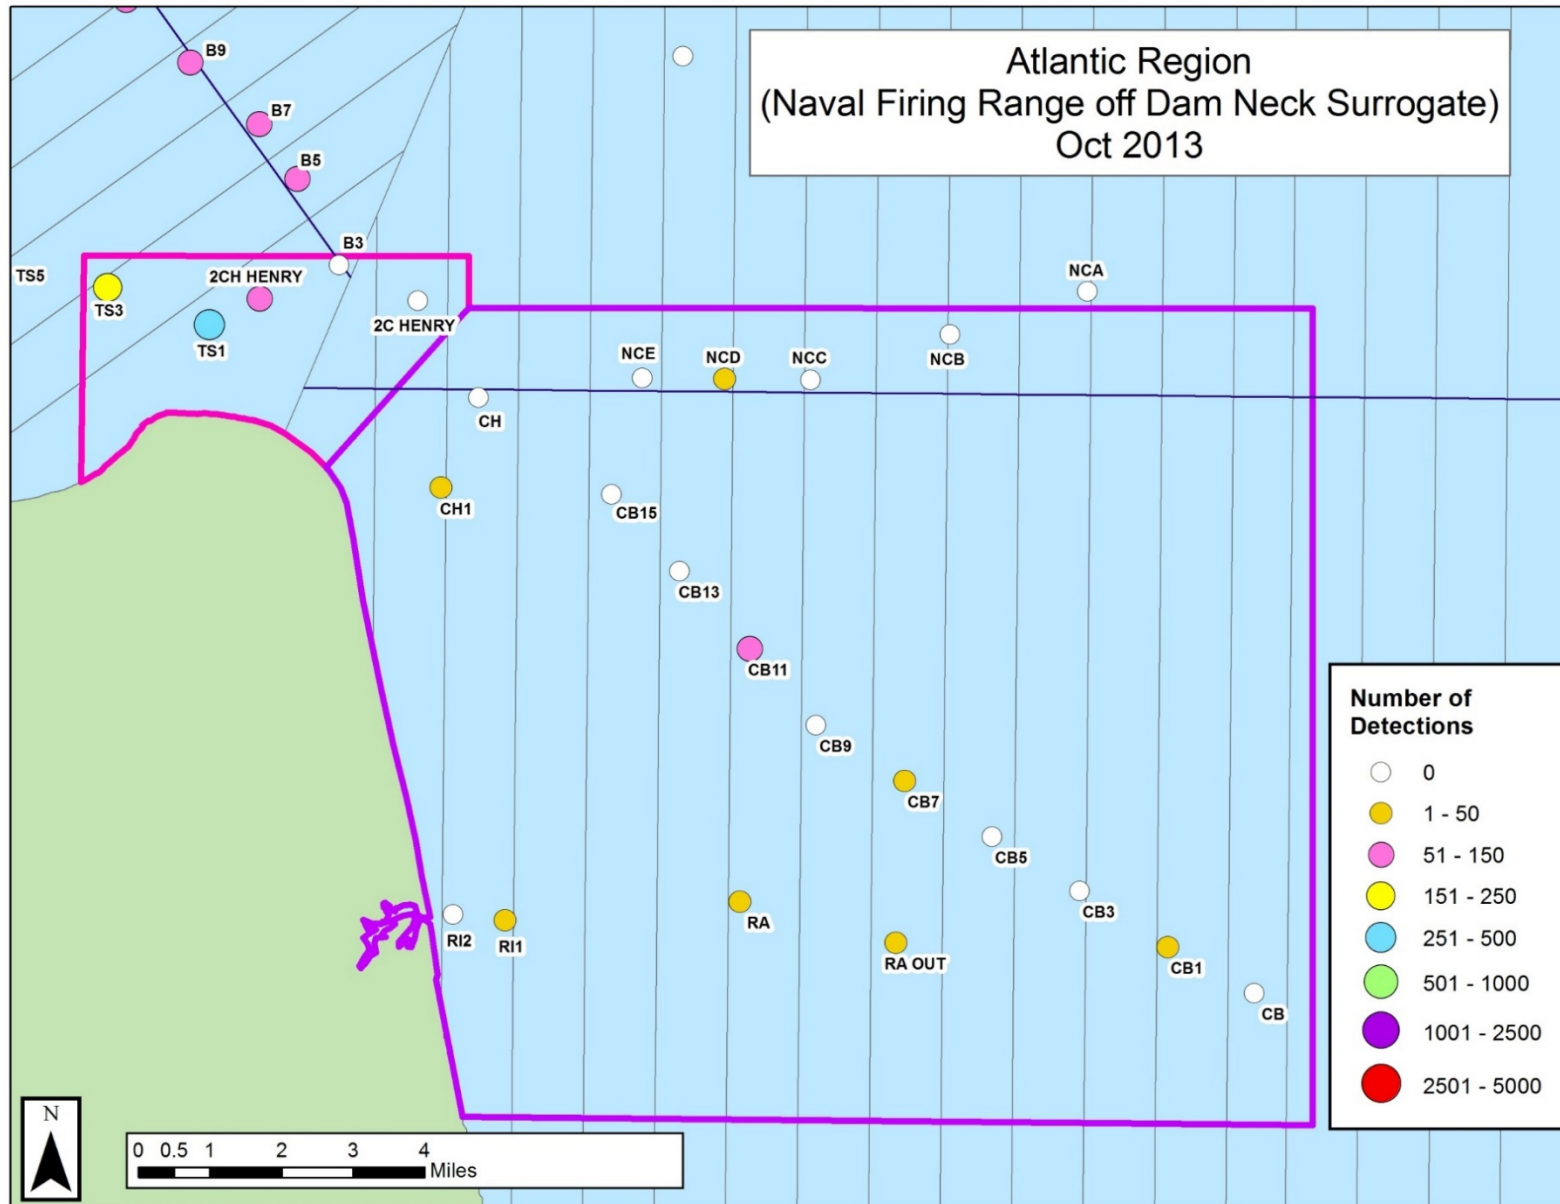 Atlantic Region
(Naval Firing Range off Dam Neck Surrogate)
Oct 2013
B9
B7
B5
B3
TS5
2CH HENRY
TS3
TS1
2C HENRY
NCA
NCB
NCE
NCD
NCC
CH
CH1
CB15
CB13
CB11
CB9
CB7
CB5
CB3
CB1
CB
RA
RA OUT
RI2
RI1
Number of
Detections
0
1 - 50
51 - 150
151 - 250
251 - 500
501 - 1000
1001 - 2500
2501 - 5000
N
0 0.5 1 2 3 4
Miles